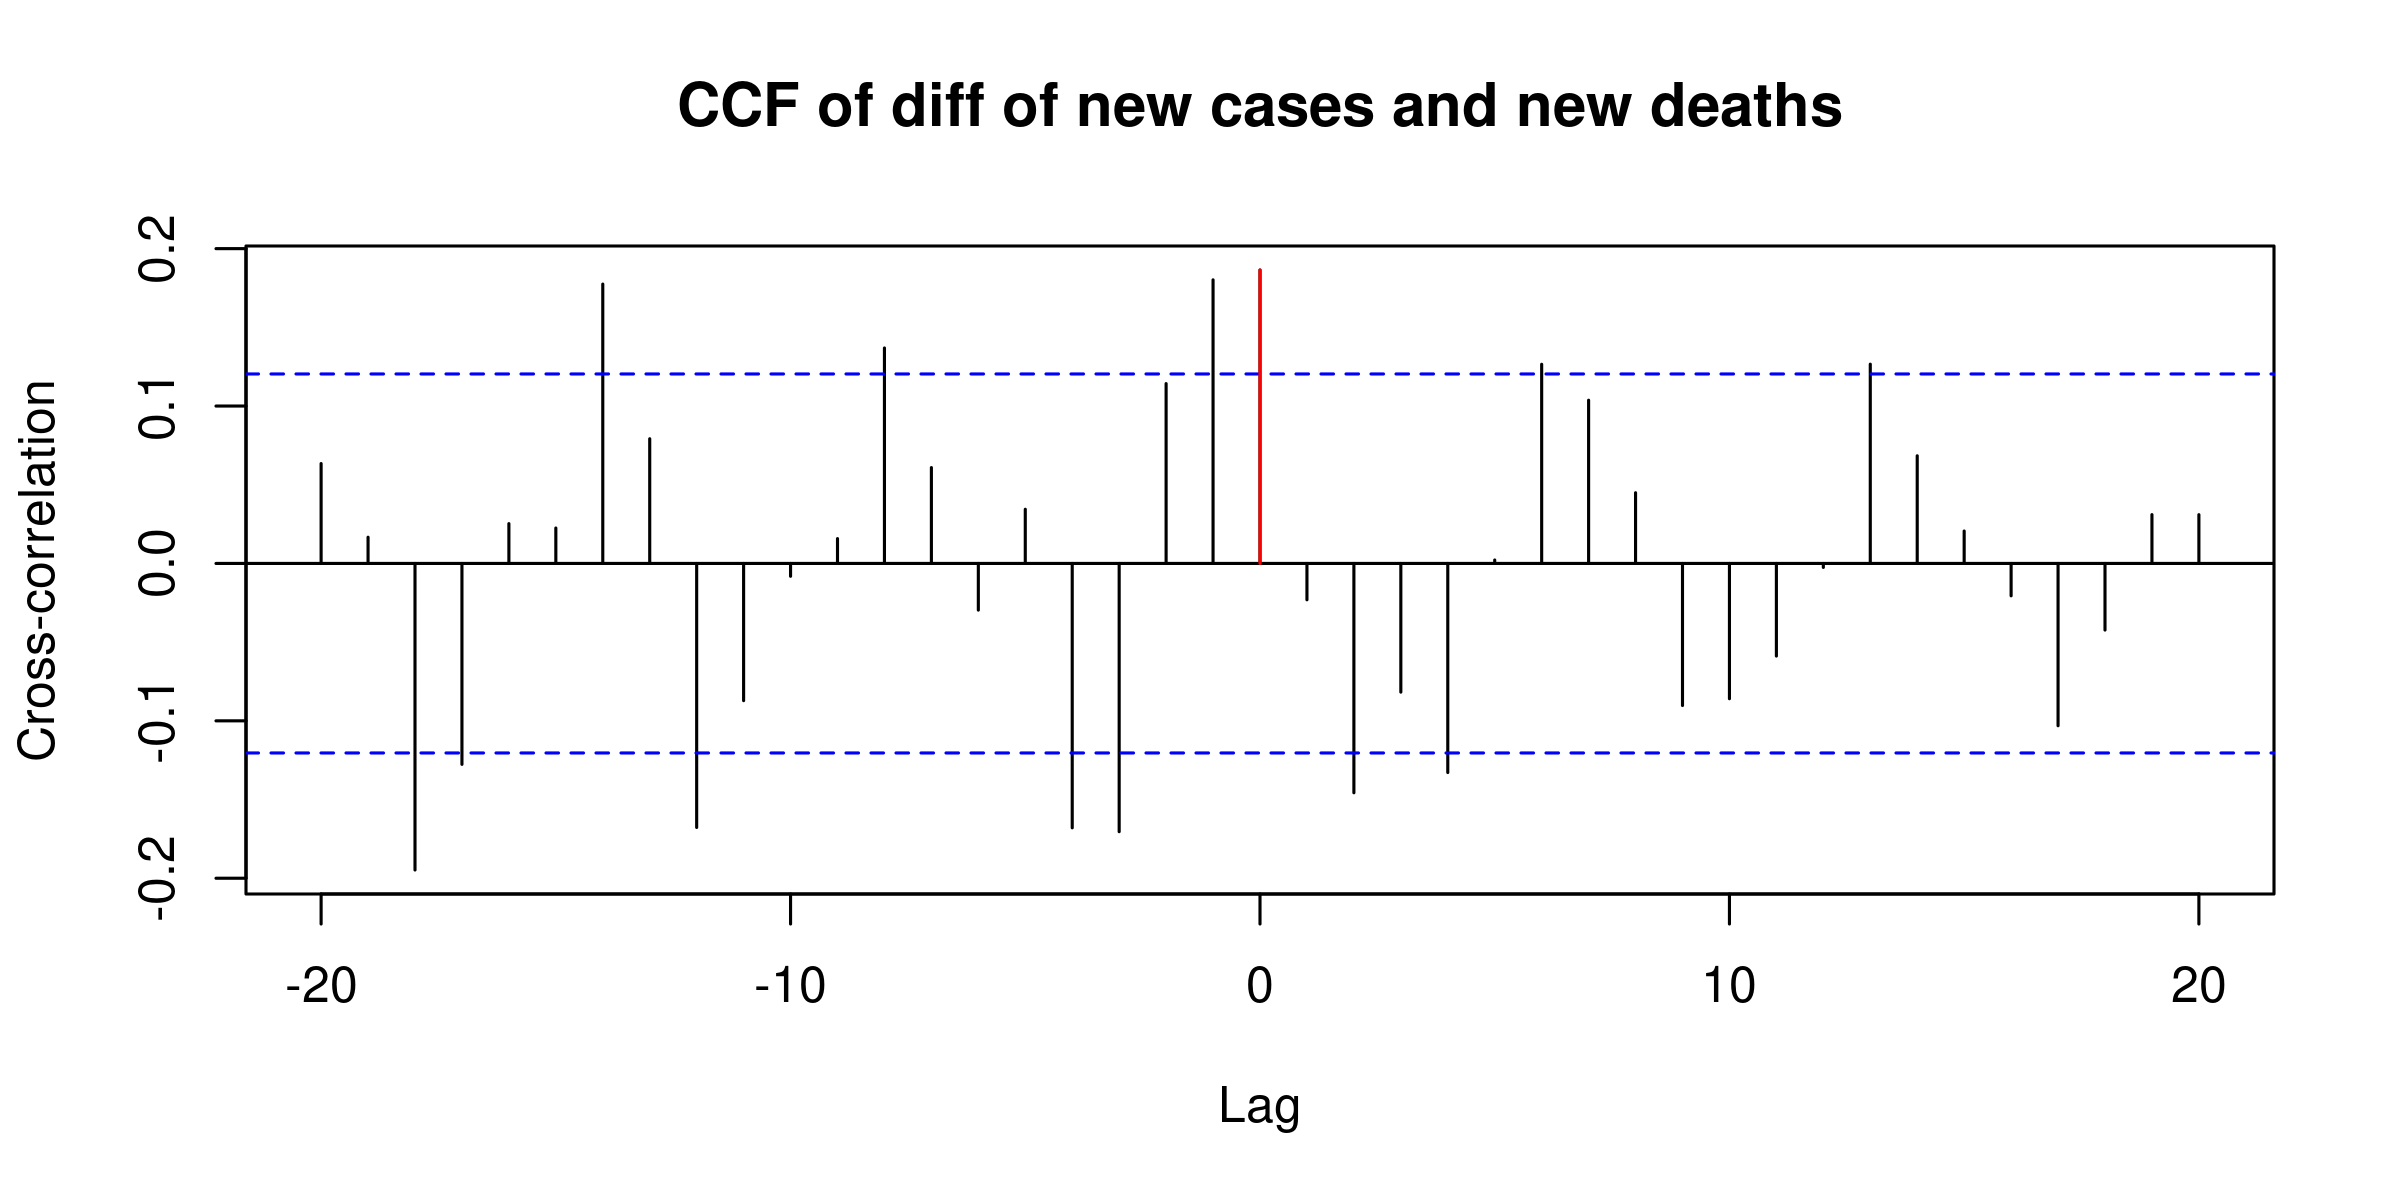 CCF of diff of new cases and new deaths
Cross-correlation
0.2
0.1
0.0
-0.1
-0.2
-20 -10 0 10 20
Lag